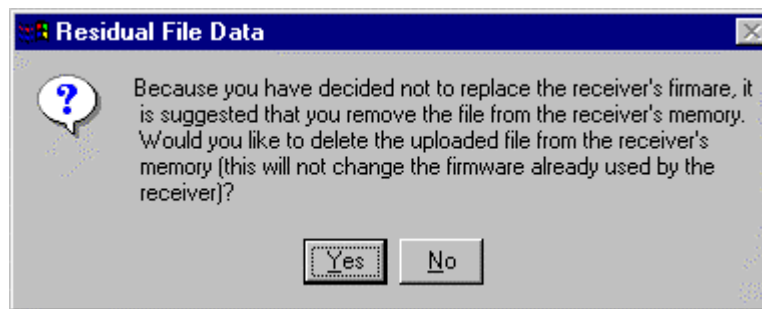 Residual File Data
Because you have decided not to replace the receiver's firmare, it
is suggested that you remove the file from the receiver's memory.
Would you like to delete the uploaded file from the receiver's
memory (this will not change the firmware already used by the
receiver)?
Yes No